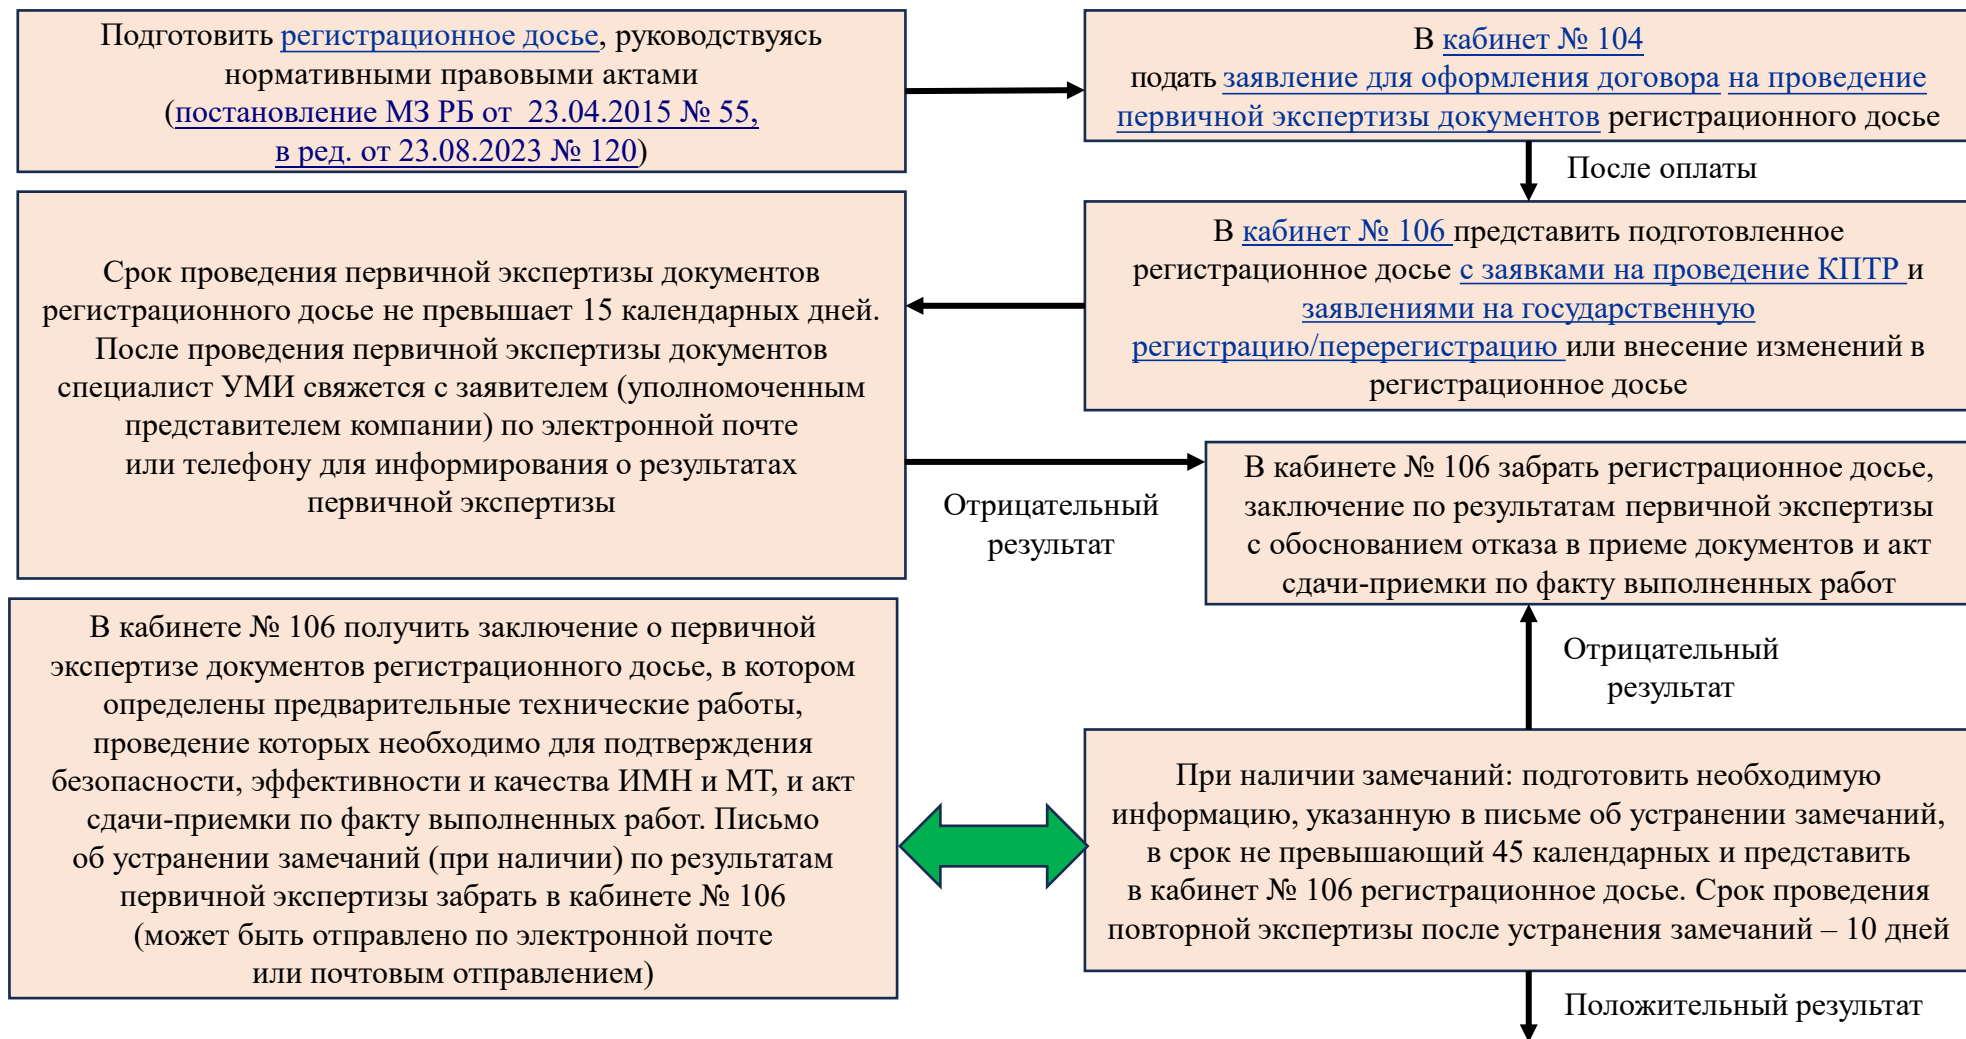 Подготовить регистрационное досье, руководствуясь
нормативными правовыми актами
(постановление МЗ РБ от 23.04.2015 № 55,
в ред. от 23.08.2023 № 120)
В кабинет № 104
подать заявление для оформления договора на проведение
первичной экспертизы документов регистрационного досье
После оплаты
В кабинет № 106 представить подготовленное
регистрационное досье с заявками на проведение КПТР и
заявлениями на государственную
регистрацию/перерегистрацию или внесение изменений в
регистрационное досье
Срок проведения первичной экспертизы документов
регистрационного досье не превышает 15 календарных дней.
После проведения первичной экспертизы документов
специалист УМИ свяжется с заявителем (уполномоченным
представителем компании) по электронной почте
или телефону для информирования о результатах
первичной экспертизы
Отрицательный
результат
В кабинете № 106 забрать регистрационное досье,
заключение по результатам первичной экспертизы
с обоснованием отказа в приеме документов и акт
сдачи-приемки по факту выполненных работ
Отрицательный
результат
В кабинете № 106 получить заключение о первичной
экспертизе документов регистрационного досье, в котором
определены предварительные технические работы,
проведение которых необходимо для подтверждения
безопасности, эффективности и качества ИМН и МТ, и акт
сдачи-приемки по факту выполненных работ. Письмо
об устранении замечаний (при наличии) по результатам
первичной экспертизы забрать в кабинете № 106
(может быть отправлено по электронной почте
или почтовым отправлением)
При наличии замечаний: подготовить необходимую
информацию, указанную в письме об устранении замечаний,
в срок не превышающий 45 календарных и представить
в кабинет № 106 регистрационное досье. Срок проведения
повторной экспертизы после устранения замечаний – 10 дней
Положительный результат